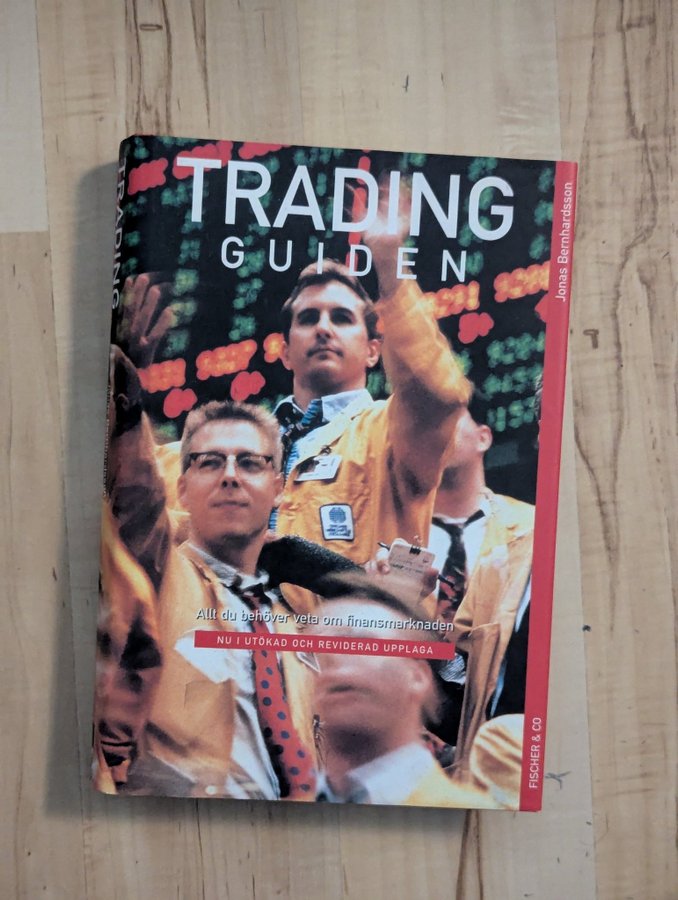 TRADING
GUIDEN
Jonas Bernhardsson
Allt du behöver veta om finansmarknaden
NU I UTÖKAD OCH REVIDERAD UPPLAGA
FISCHER & CO
TRADING